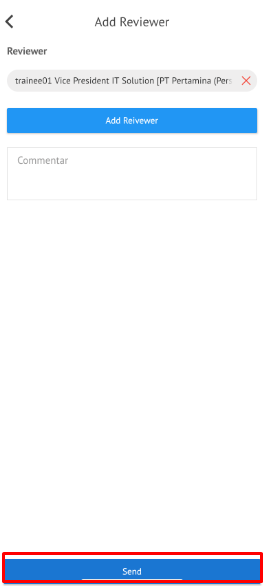 Add Reviewer
Reviewer
trainee01 Vice President IT Solution [PT Pertamina (Pers
Add Reivewer
Commentar
Send